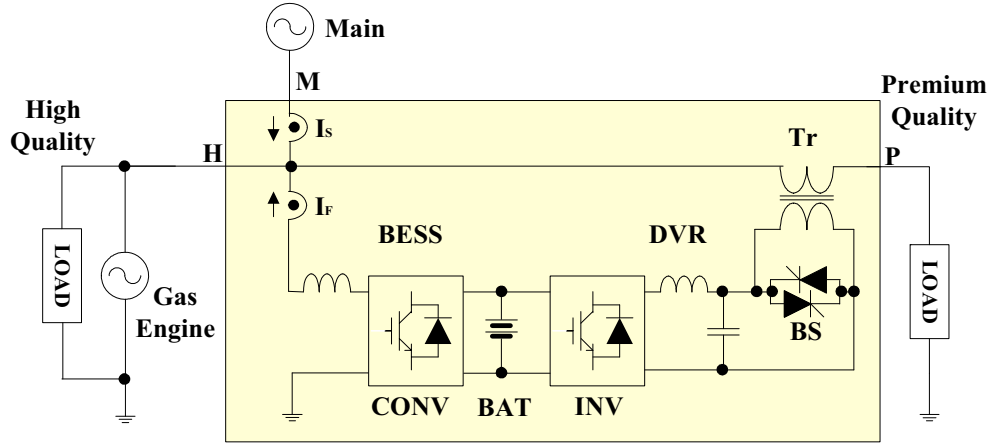 Main
M
High
Quality
Premium
Quality
H
Is
Tr
P
IF
BESS
DVR
LOAD
Gas
Engine
LOAD
BS
CONV
BAT
INV